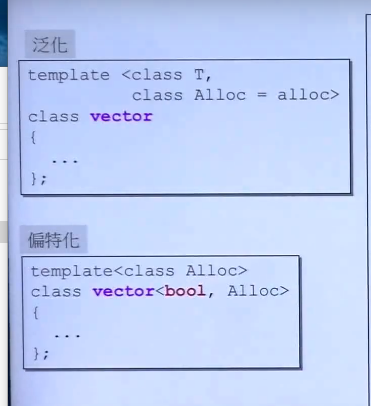 泛化
template <class T,
class Alloc = alloc>
class vector
{
...
};
偏特化
template<class Alloc>
class vector<bool, Alloc>
{
...
};